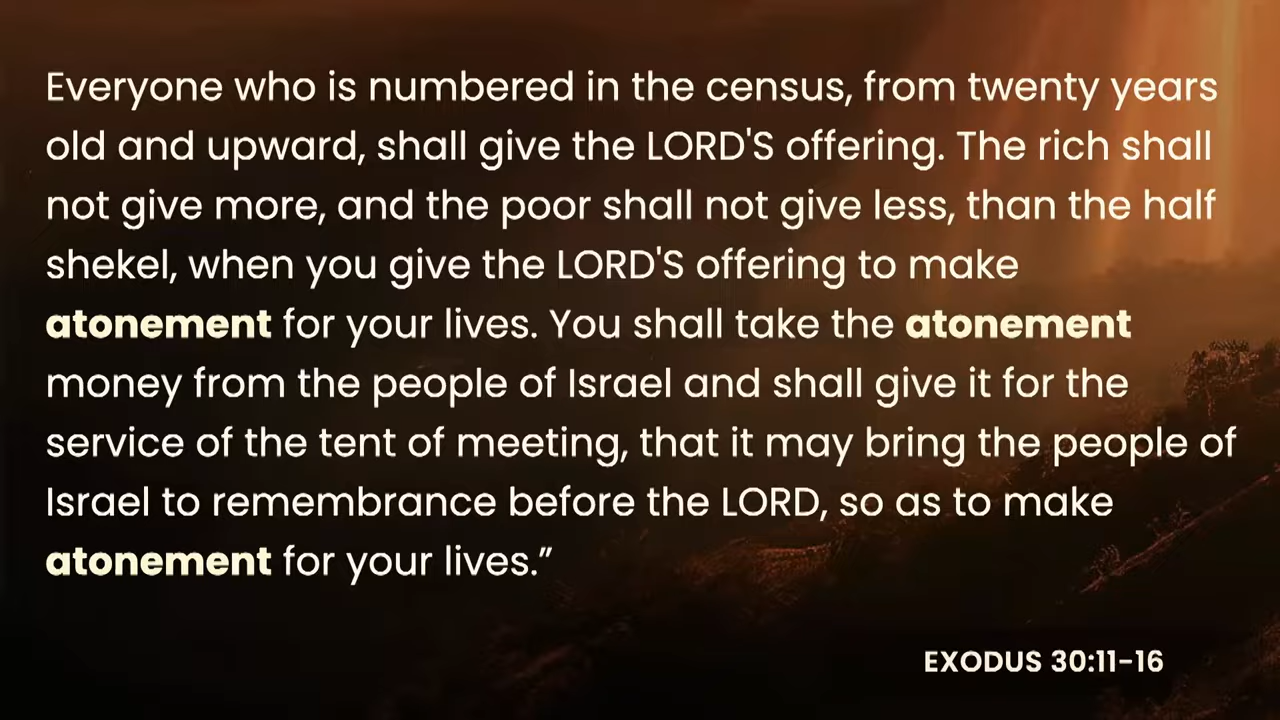 Everyone who is numbered in the census, from twenty years
old and upward, shall give the LORD'S offering. The rich shall
not give more, and the poor shall not give less, than the half
shekel, when you give the LORD'S offering to make
atonement for your lives. You shall take the atonement
money from the people of Israel and shall give it for the
service of the tent of meeting, that it may bring the people of
Israel to remembrance before the LORD, so as to make
atonement for your lives.”
EXODUS 30:11-16